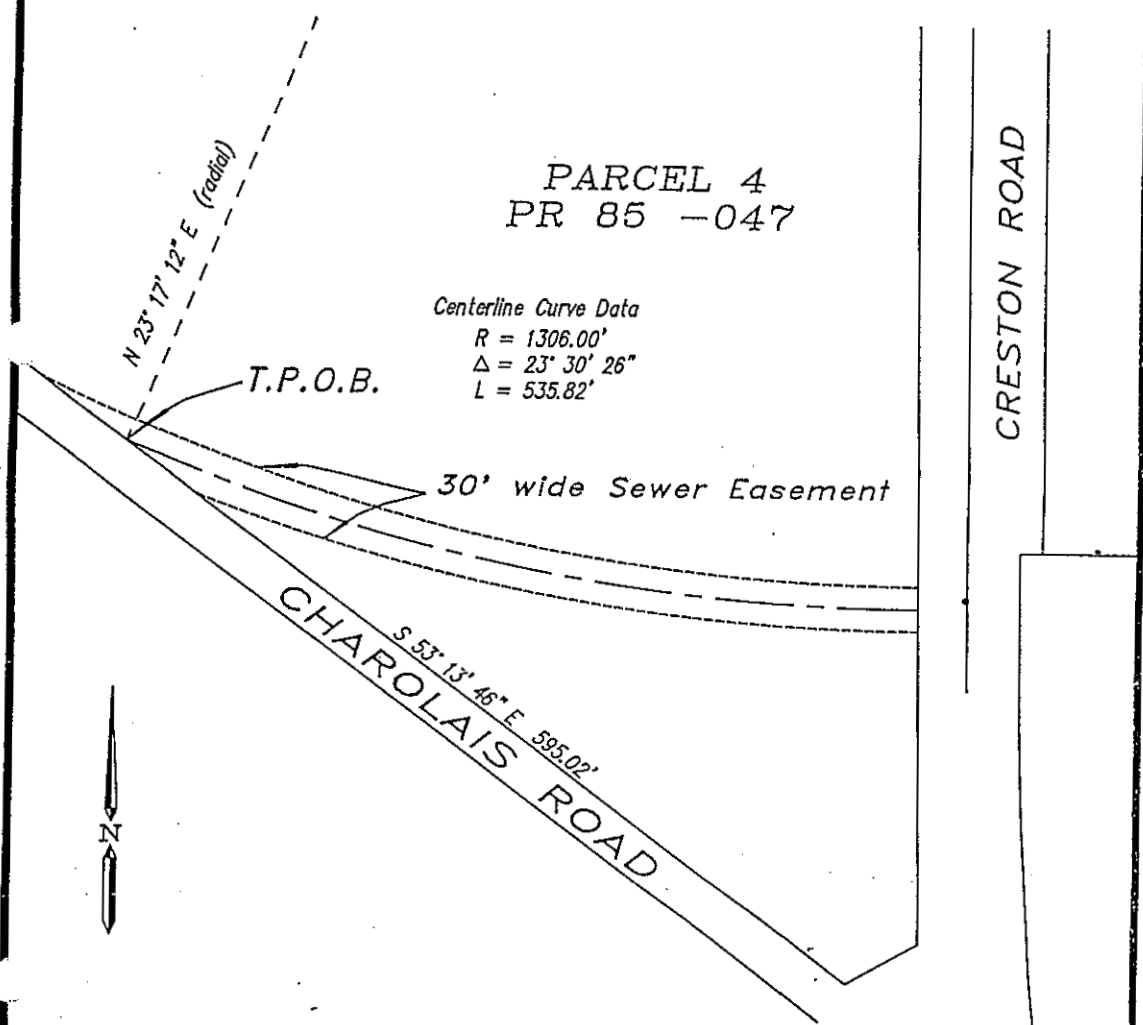 N 23° 17' 12" E (radial)
PARCEL 4
PR 85 -047
CRESTON ROAD
Centerline Curve Data
R = 1306.00'
Δ = 23° 30' 26"
L = 535.82'
T.P.O.B.
30' wide Sewer Easement
S 53° 13' 46" E 595.02'
CHAROLAIS ROAD
N